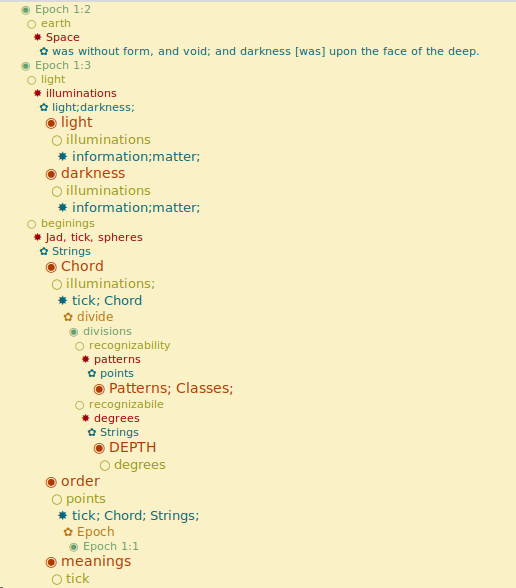 Epoch 1:2
earth
Space
was without form, and void; and darkness [was] upon the face of the deep.
Epoch 1:3
light
illuminations
light;darkness;
light
illuminations
information;matter;
darkness
illuminations
information;matter;
beginings
Jad, tick, spheres
Strings
Chord
illuminations;
tick; Chord
divide
divisions
recognizability
patterns
points
Patterns; Classes;
recognizabile
degrees
Strings
DEPTH
degrees
order
points
tick; Chord; Strings;
Epoch
Epoch 1:1
meanings
tick